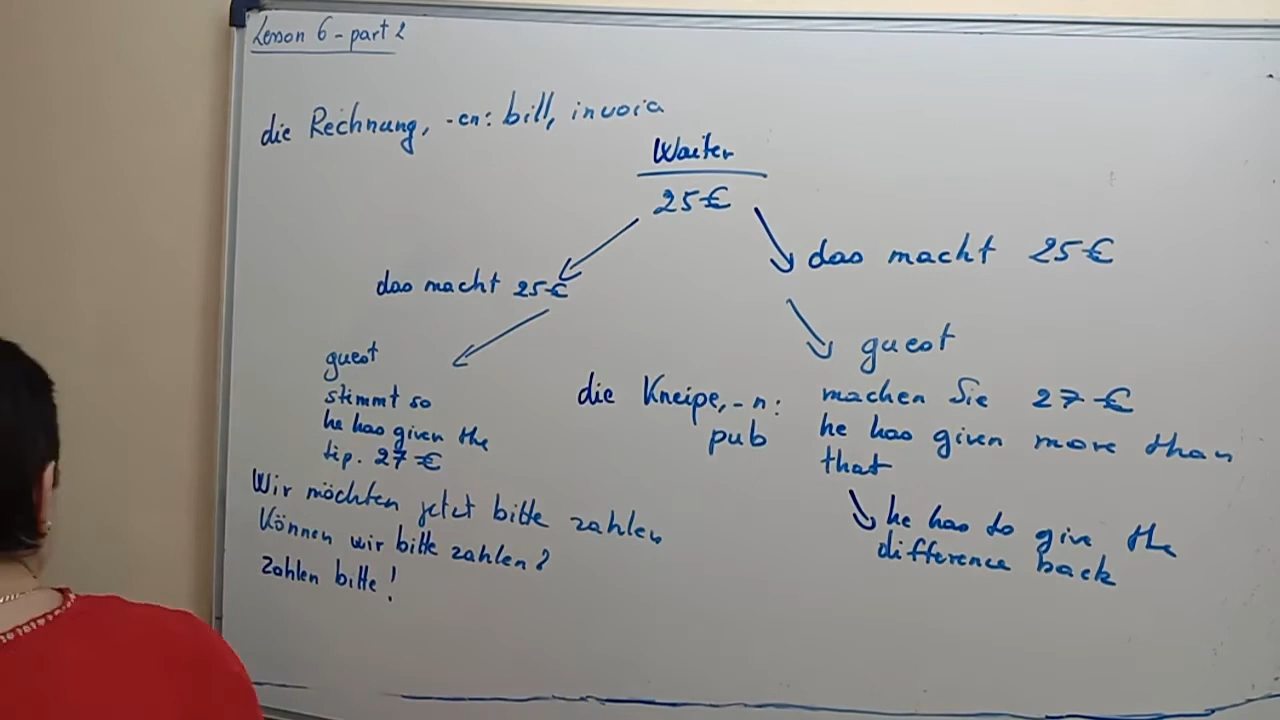 Lesson 6 - part 2
die Rechnung, -en: bill, invoice
Waiter
25€
das macht 25€
guest
stimmt so
he has given the
tip. 27€
das macht 25€
guest
machen Sie 27€
he has given more than
that
he has to give the
difference back
die Kneipe, -n:
pub
Wir möchten jetzt bitte zahlen
Können wir bitte zahlen?
Zahlen bitte!